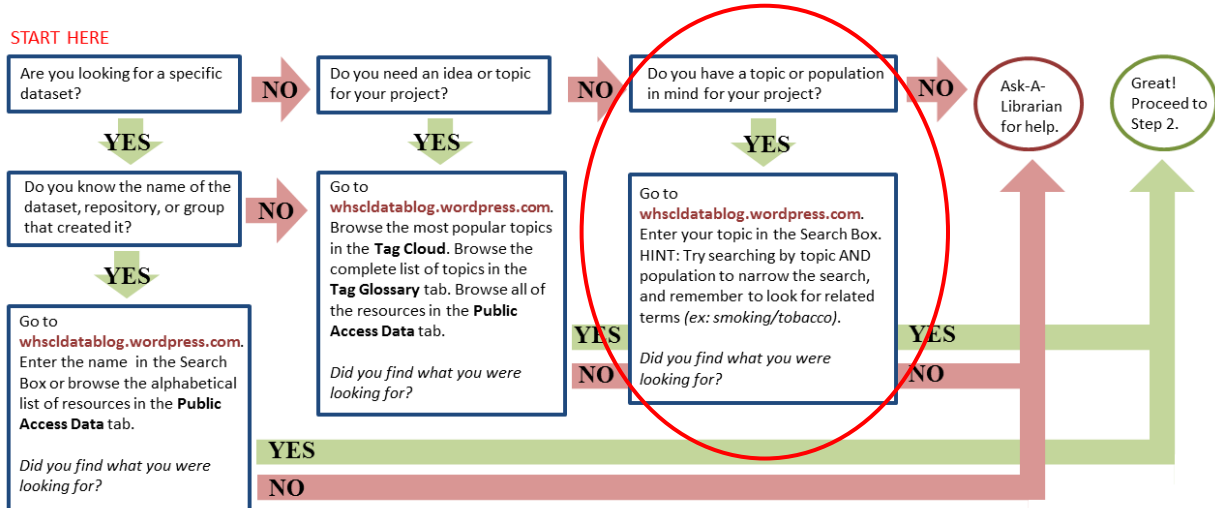 START HERE
Are you looking for a specific
dataset?
NO
Do you need an idea or topic
for your project?
NO
Do you have a topic or population
in mind for your project?
NO
Ask-A-
Librarian
for help.
Great!
Proceed to
Step 2.
YES
YES
YES
Do you know the name of the
dataset, repository, or group
that created it?
NO
Go to
whscldatablog.wordpress.com.
Browse the most popular topics
in the Tag Cloud. Browse the
complete list of topics in the
Tag Glossary tab. Browse all of
the resources in the Public
Access Data tab.
Did you find what you were
looking for?
YES
NO
Go to
whscldatablog.wordpress.com.
Enter your topic in the Search Box.
HINT: Try searching by topic AND
population to narrow the search,
and remember to look for related
terms (ex: smoking/tobacco).
Did you find what you were
looking for?
YES
NO
YES
Go to
whscldatablog.wordpress.com.
Enter the name in the Search
Box or browse the alphabetical
list of resources in the Public
Access Data tab.
Did you find what you were
looking for?
YES
NO